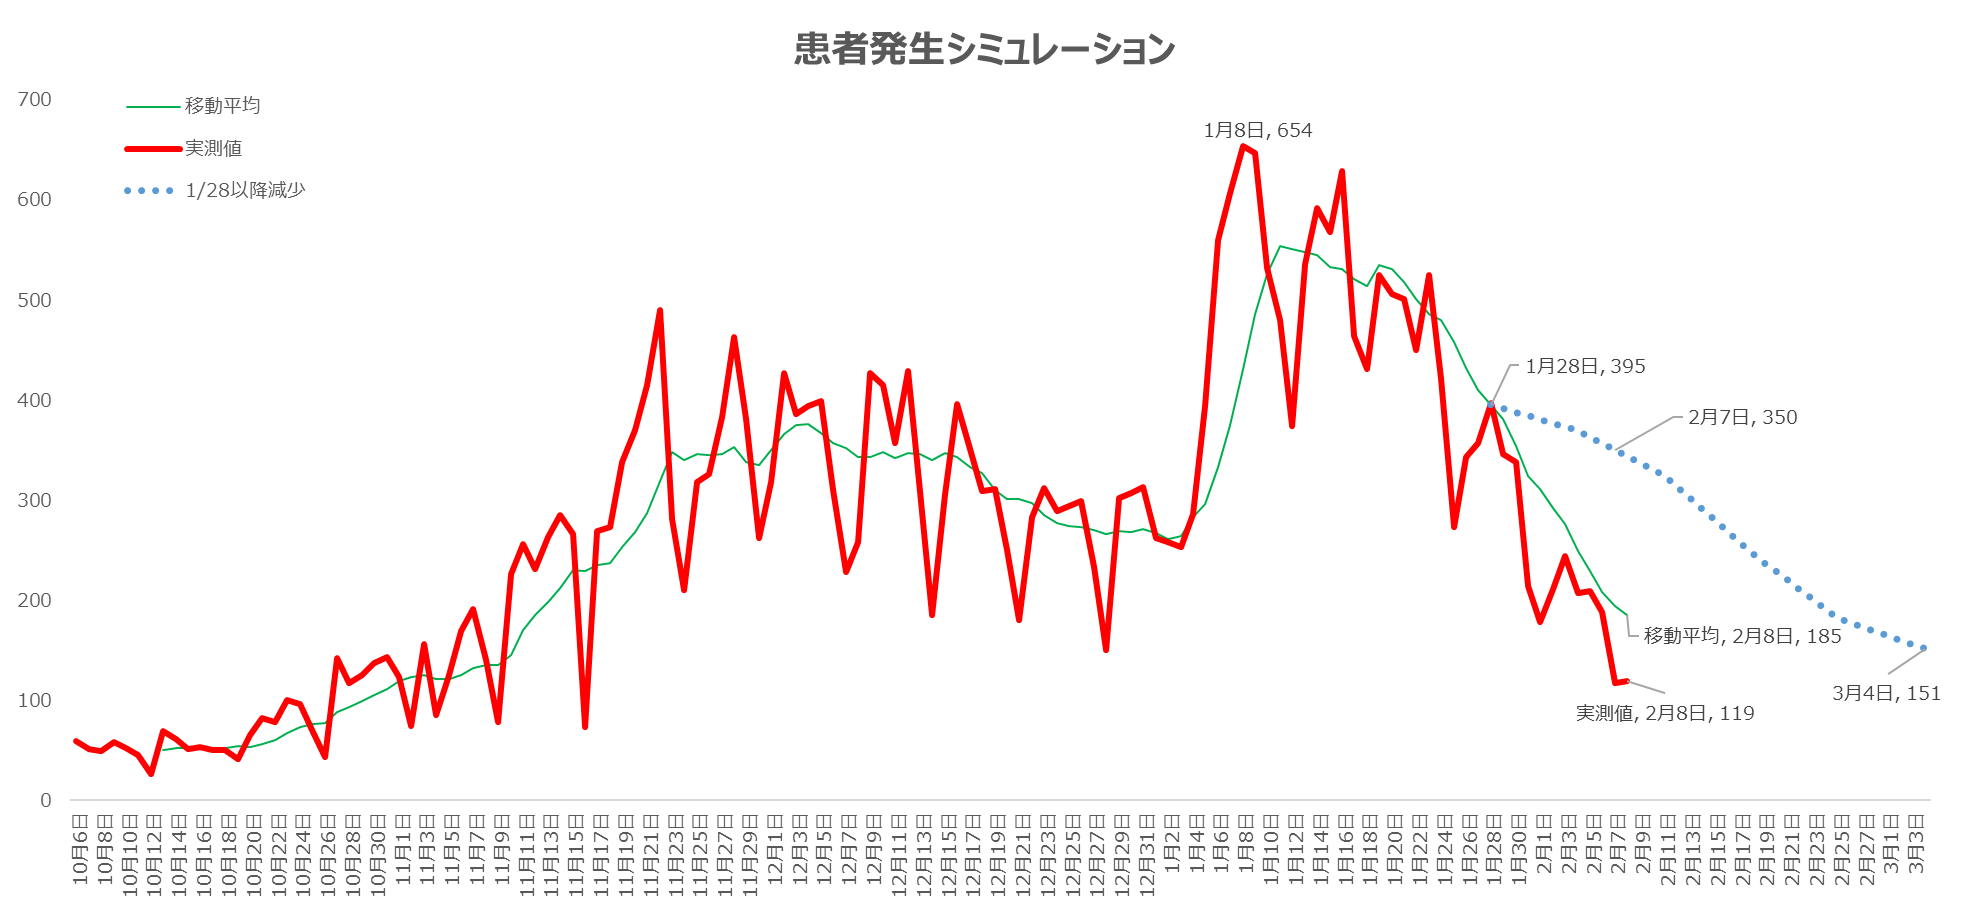 患者発生シミュレーション
700
600
500
400
300
200
100
0
移動平均
実測値
1/28以降減少
1月8日, 654
1月28日, 395
2月7日, 350
移動平均, 2月8日, 185
実測値, 2月8日, 119
3月4日, 151
10月6日
10月8日
10月10日
10月12日
10月14日
10月16日
10月18日
10月20日
10月22日
10月24日
10月26日
10月28日
10月30日
11月1日
11月3日
11月5日
11月7日
11月9日
11月11日
11月13日
11月15日
11月17日
11月19日
11月21日
11月23日
11月25日
11月27日
11月29日
12月1日
12月3日
12月5日
12月7日
12月9日
12月11日
12月13日
12月15日
12月17日
12月19日
12月21日
12月23日
12月25日
12月27日
12月29日
12月31日
1月2日
1月4日
1月6日
1月8日
1月10日
1月12日
1月14日
1月16日
1月18日
1月20日
1月22日
1月24日
1月26日
1月28日
1月30日
2月1日
2月3日
2月5日
2月7日
2月9日
2月11日
2月13日
2月15日
2月17日
2月19日
2月21日
2月23日
2月25日
2月27日
3月1日
3月3日